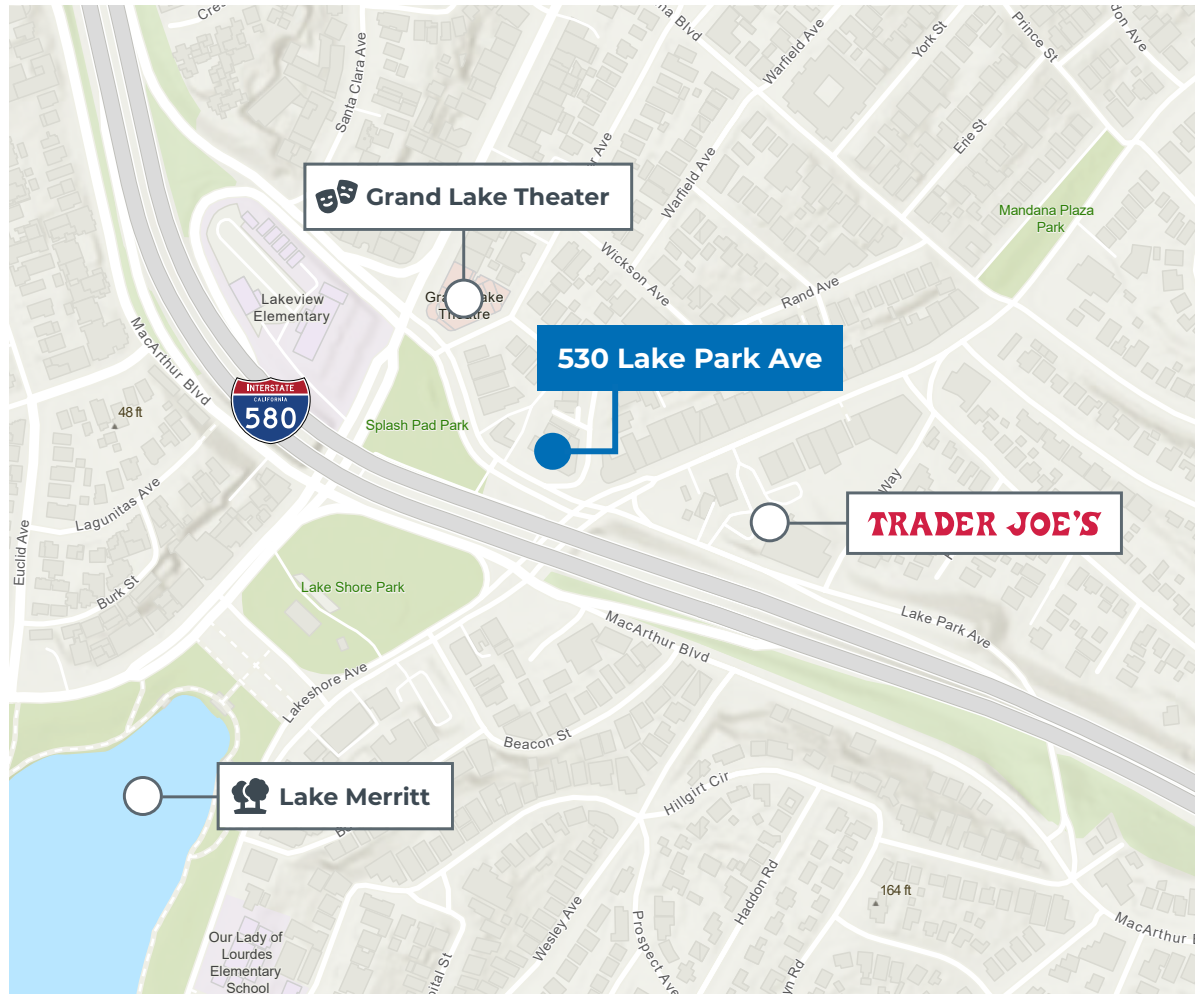 Santa Clara Ave
Warfield Ave
York St
Prince St
Grand Lake Theater
Warfield Ave
Erie St
Mandana Plaza
Park
Wickson Ave
Rand Ave
Lakeview
Elementary
MacArthur Blvd
530 Lake Park Ave
INTERSTATE
CALIFORNIA
580
48 ft
Splash Pad Park
Lagunitas Ave
Way
TRADER JOE'S
Euclid Ave
Burk St
Lake Shore Park
Lake Park Ave
MacArthur Blvd
Lakeshore Ave
Beacon St
Lake Merritt
Hillgirt Cir
Haddon Rd
164 ft
Wesley Ave
Prospect Ave
MacArthur
Our Lady of
Lourdes
Elementary
School